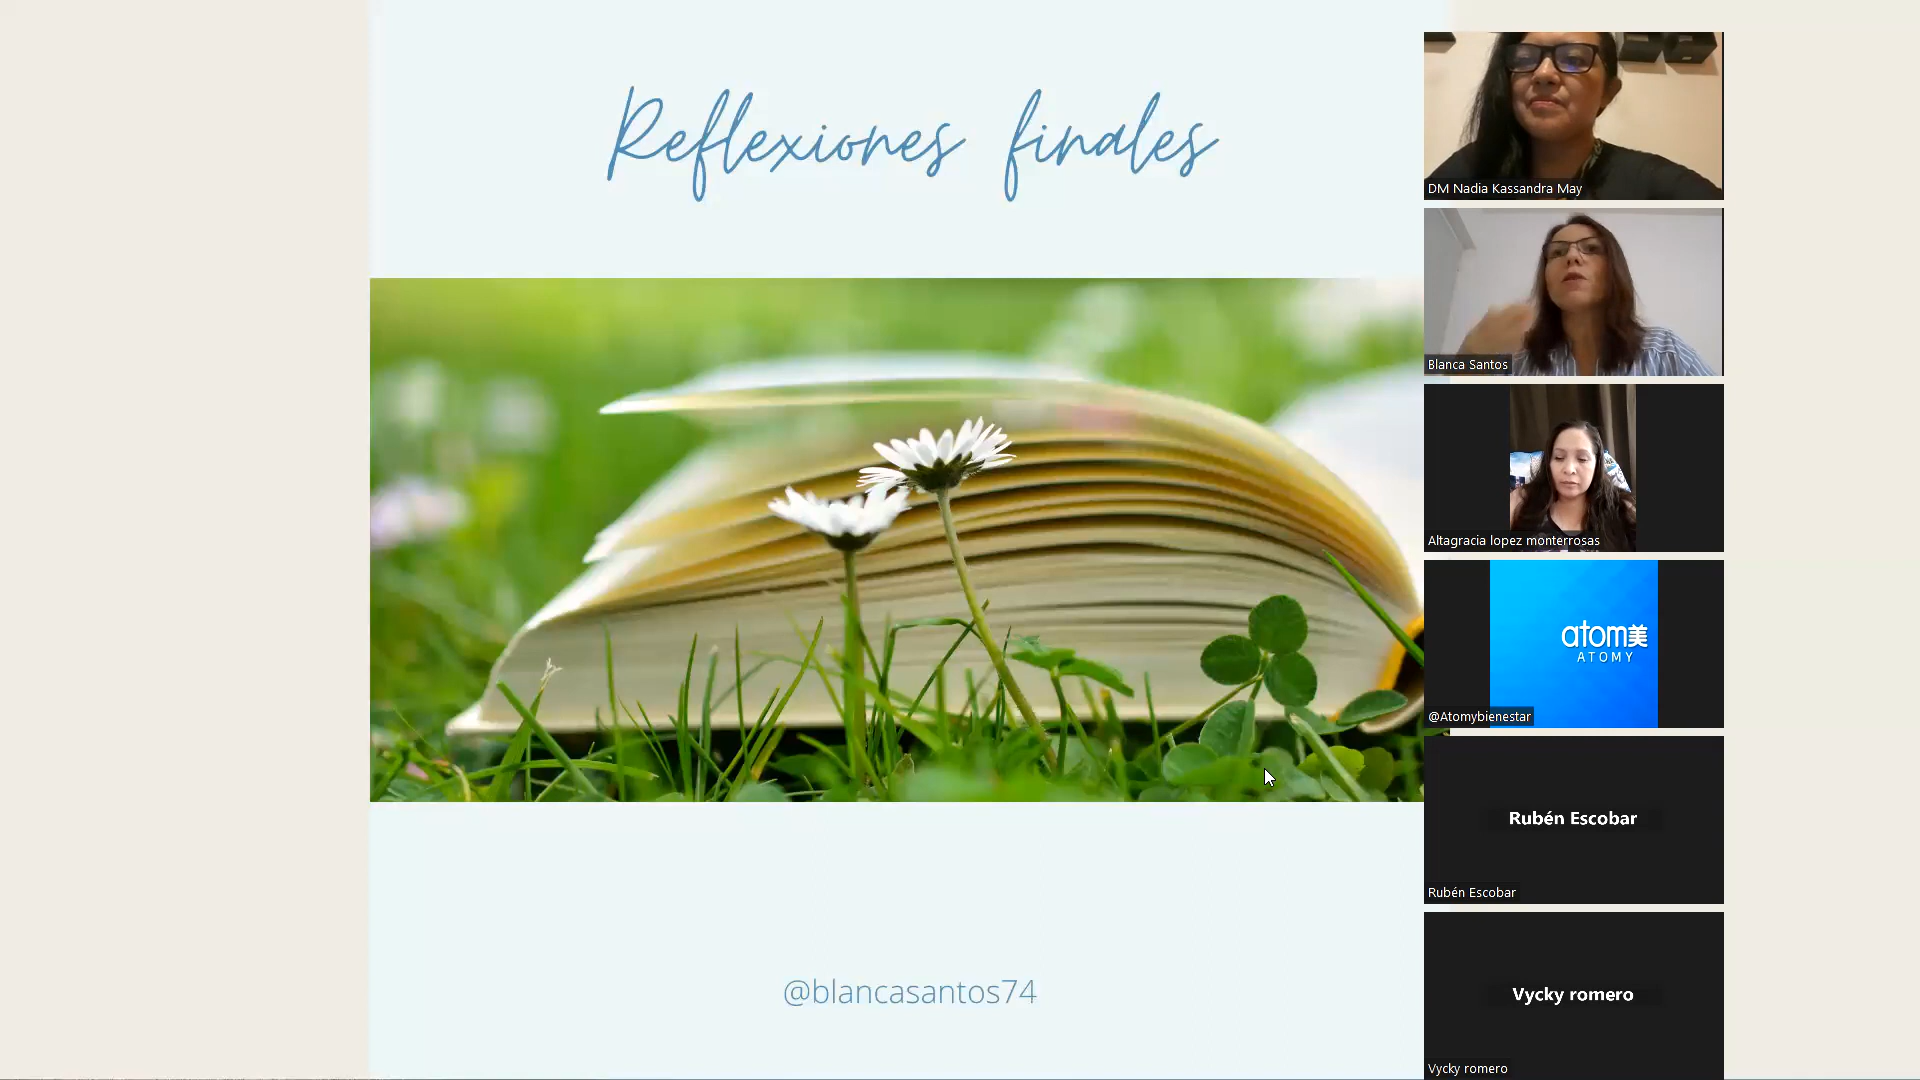 Reflexiones finales
@blancasantos74
DM Nadia Kassandra May
Blanca Santos
Altagracia lopez monterrosas
atom美
ATOMY
@Atomybienestar
Rubén Escobar
Rubén Escobar
Vycky romero
Vycky romero